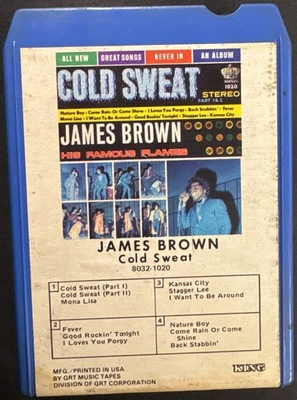 ALL NEW GREAT SONGS NEVER IN AN ALBUM
COLD SWEAT
1020
STEREO
PART 1 & 2
Nature Boy - Come Rain Or Come Shine - I Loves You Porgy - Back Stabbin' - Fever
Mona Lisa - I Want To Be Around - Good Rockin' Tonight - Stagger Lee - Kansas City
JAMES BROWN
HIS FAMOUS FLAMES
JAMES BROWN
Cold Sweat
8032-1020
1 Cold Sweat (Part I)
Cold Sweat (Part II)
Mona Lisa
2 Fever
Good Rockin' Tonight
I Loves You Porgy
3 Kansas City
Stagger Lee
I Want To Be Around
4 Nature Boy
Come Rain Or Come
Shine
Back Stabbin'
MFG./PRINTED IN USA
BY GRT MUSIC TAPES
DIVISION OF GRT CORPORATION
KING